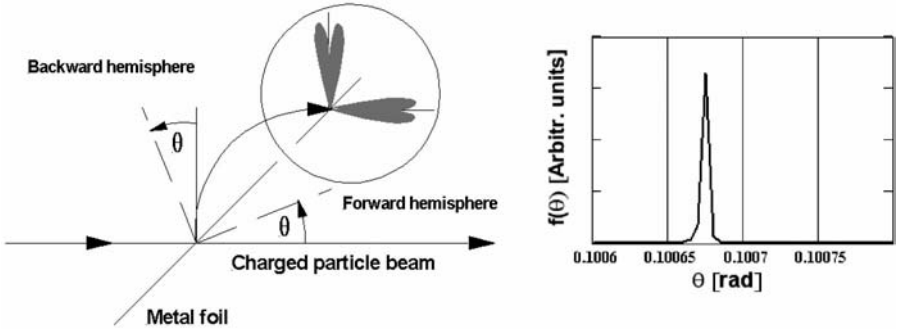 Backward hemisphere
θ
θ
Forward hemisphere
Charged particle beam
Metal foil
f(θ) [Arbitr. units]
0.1006
0.10065
0.1007
0.10075
θ [rad]